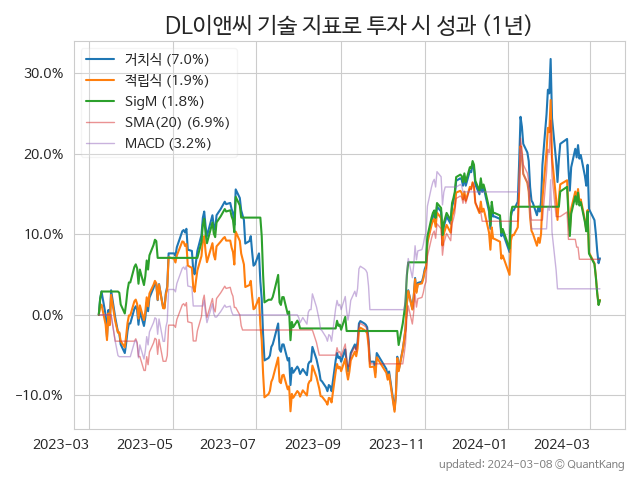 DL이앤씨 기술 지표로 투자 시 성과 (1년)
거치식 (7.0%)
적립식 (1.9%)
SigM (1.8%)
SMA(20) (6.9%)
MACD (3.2%)
30.0%
20.0%
10.0%
0.0%
−10.0%
2023-03 2023-05 2023-07 2023-09 2023-11 2024-01 2024-03
updated: 2024-03-08 © QuantKang